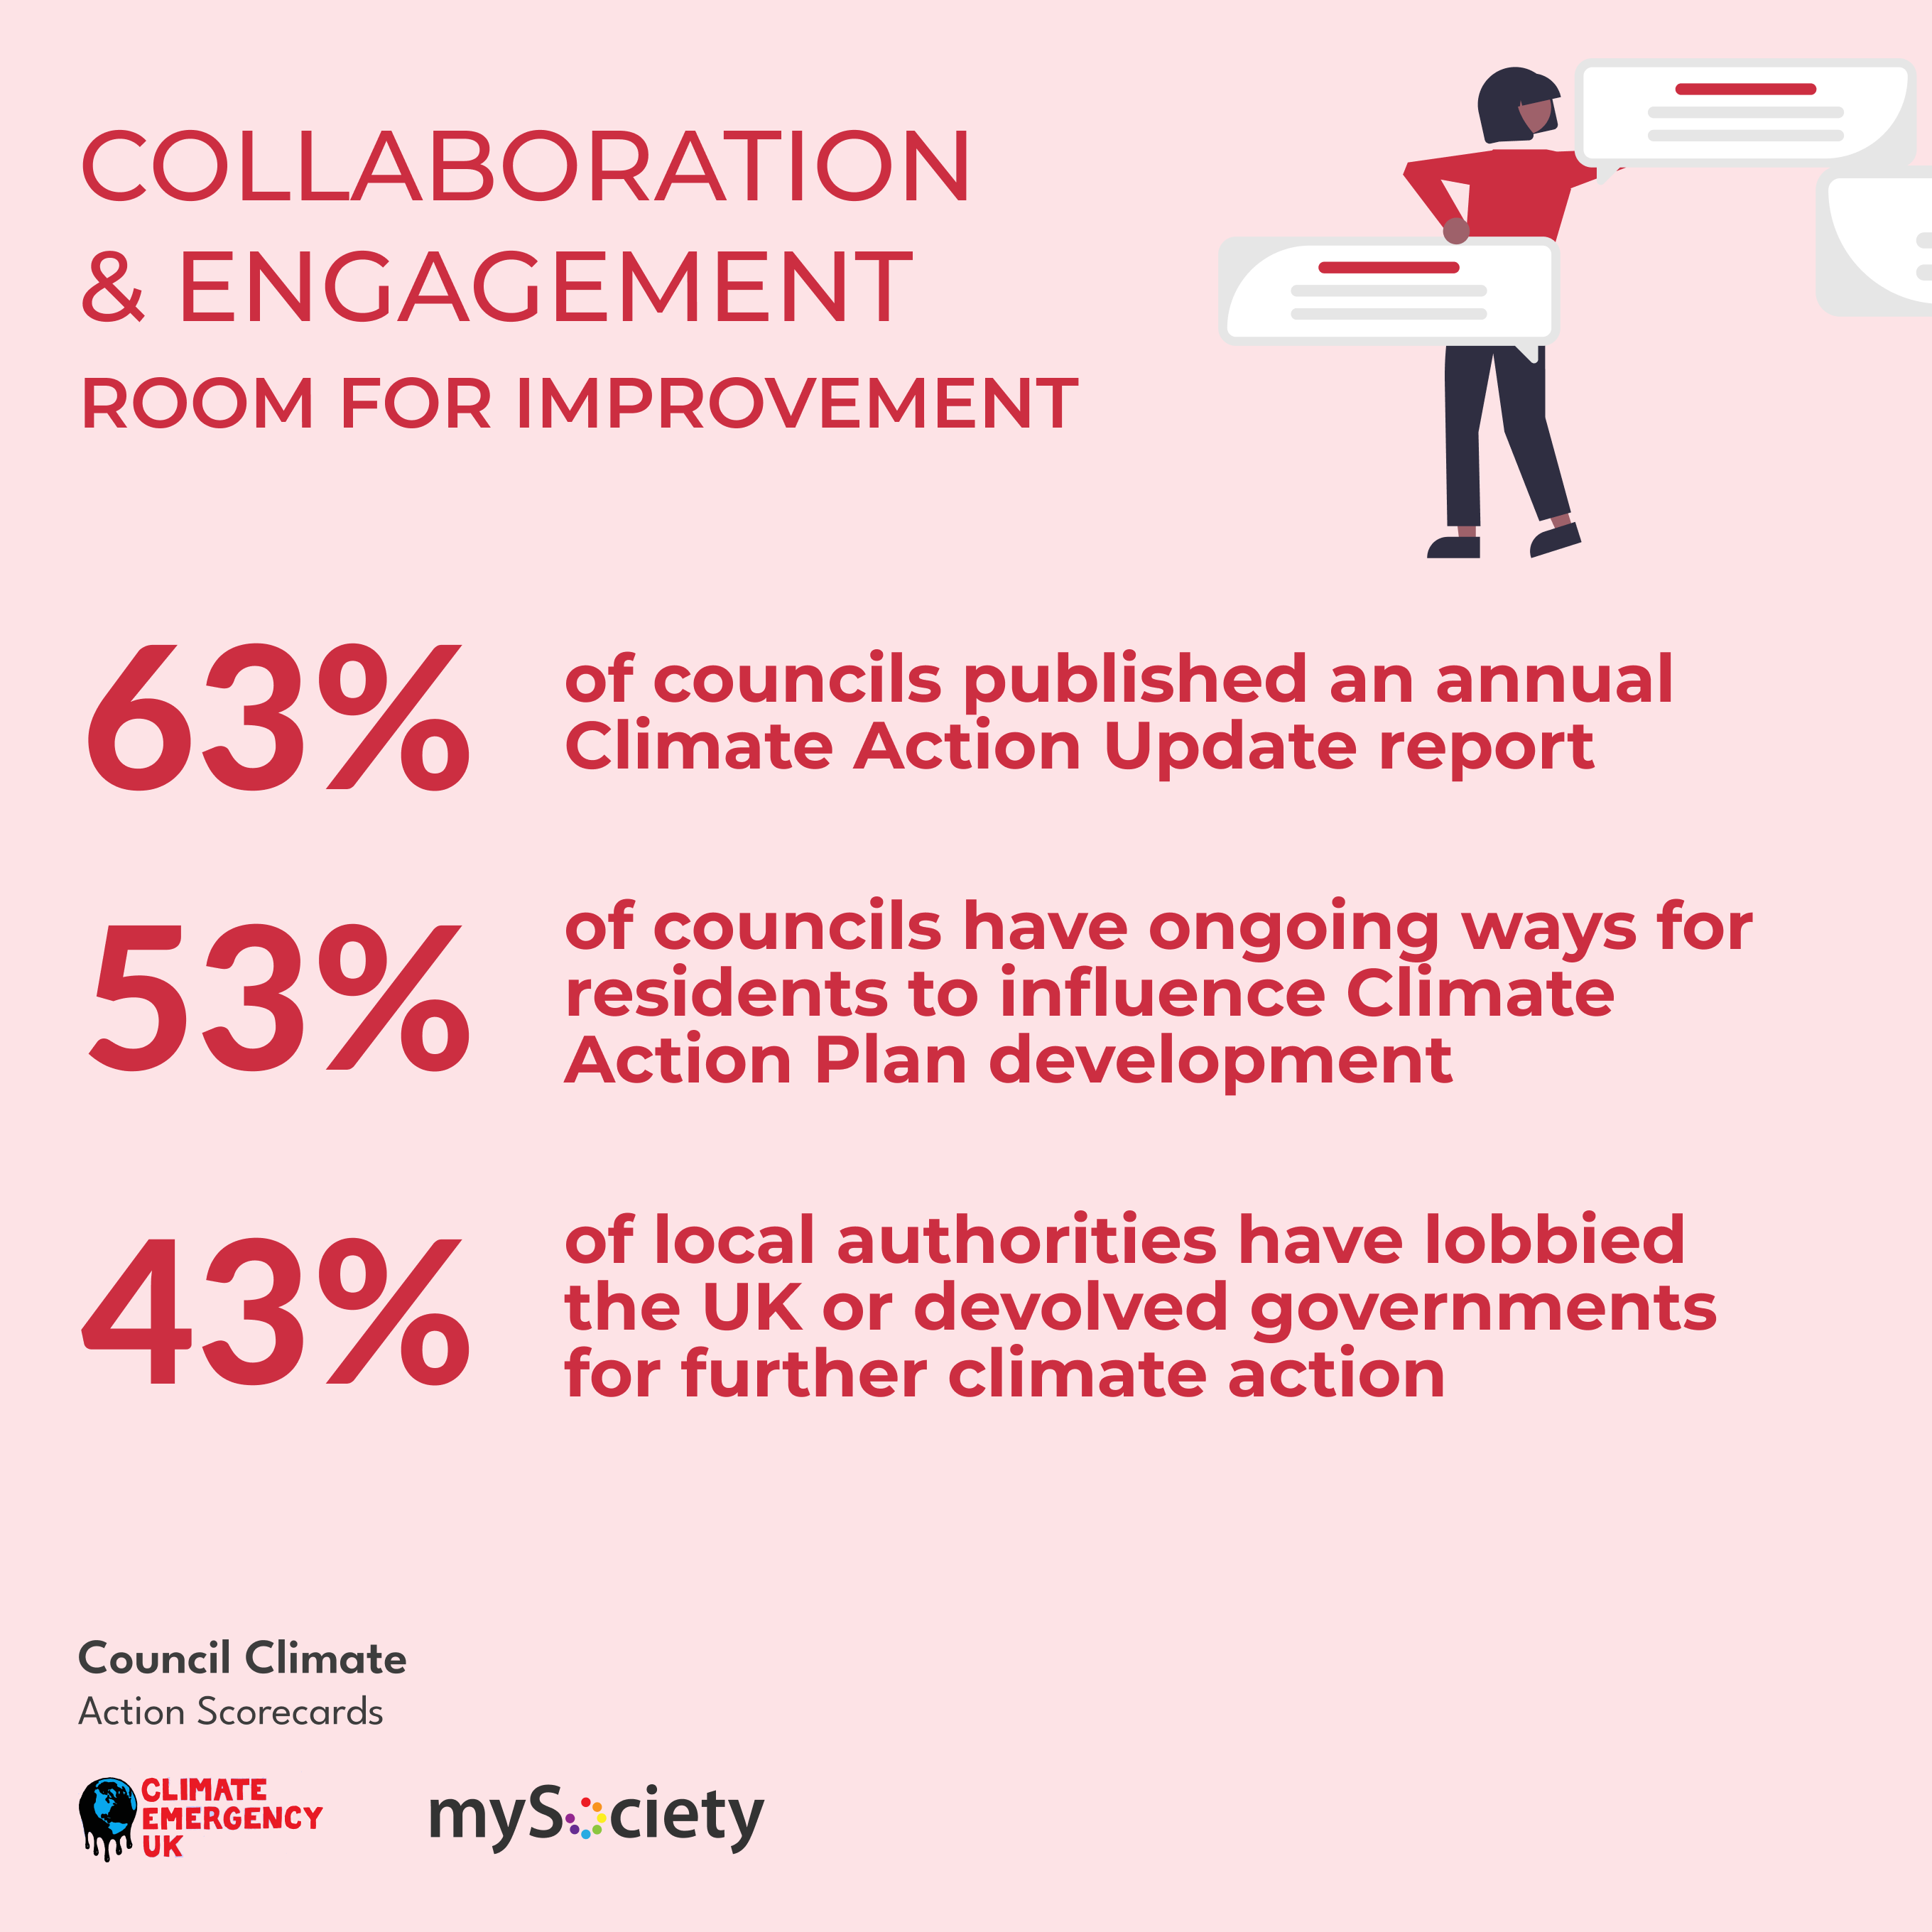 COLLABORATION
& ENGAGEMENT
ROOM FOR IMPROVEMENT
63%
of councils published an annual
Climate Action Update report
53%
of councils have ongoing ways for
residents to influence Climate
Action Plan development
43%
of local authorities have lobbied
the UK or devolved governments
for further climate action
Council Climate
Action Scorecards
CLIMATE
EMERGENCY
UK
mySociety